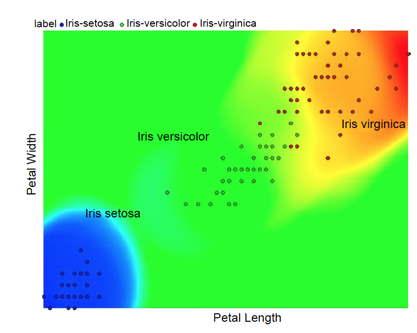 label Iris-setosa Iris-versicolor Iris-virginica
Iris virginica
Iris versicolor
Petal Width
Iris setosa
Petal Length